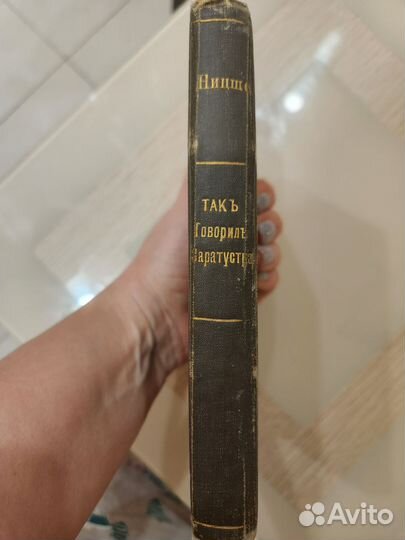 Ницше
ТАКЪ
Говорилъ
Заратустра
Avito